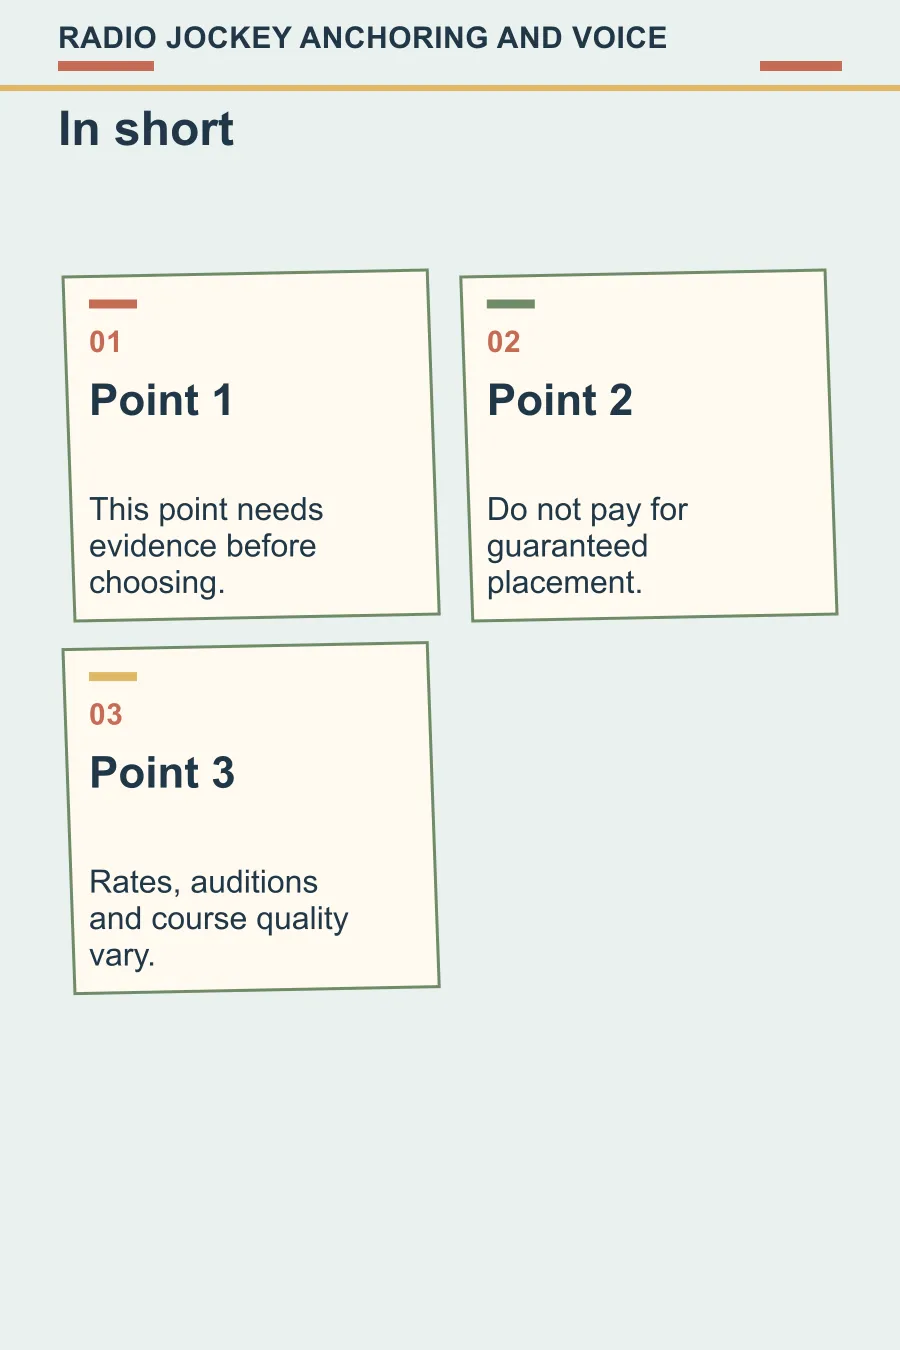 RADIO JOCKEY ANCHORING AND VOICE
In short
01
Point 1
This point needs
evidence before
choosing.
02
Point 2
Do not pay for
guaranteed
placement.
03
Point 3
Rates, auditions
and course quality
vary.